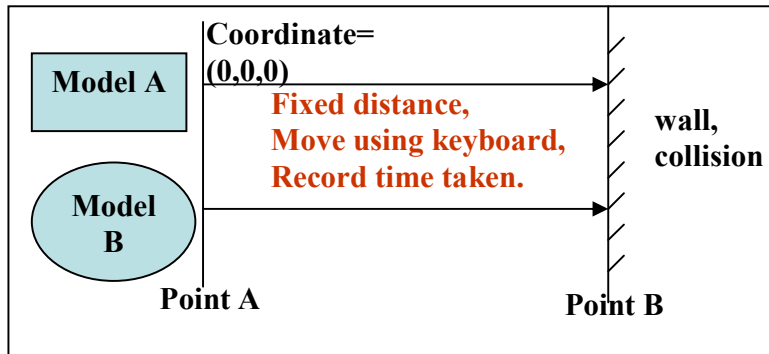 Coordinate=
(0,0,0)
Model A
Fixed distance,
Move using keyboard,
Record time taken.
wall,
collision
Model
B
Point A
Point B